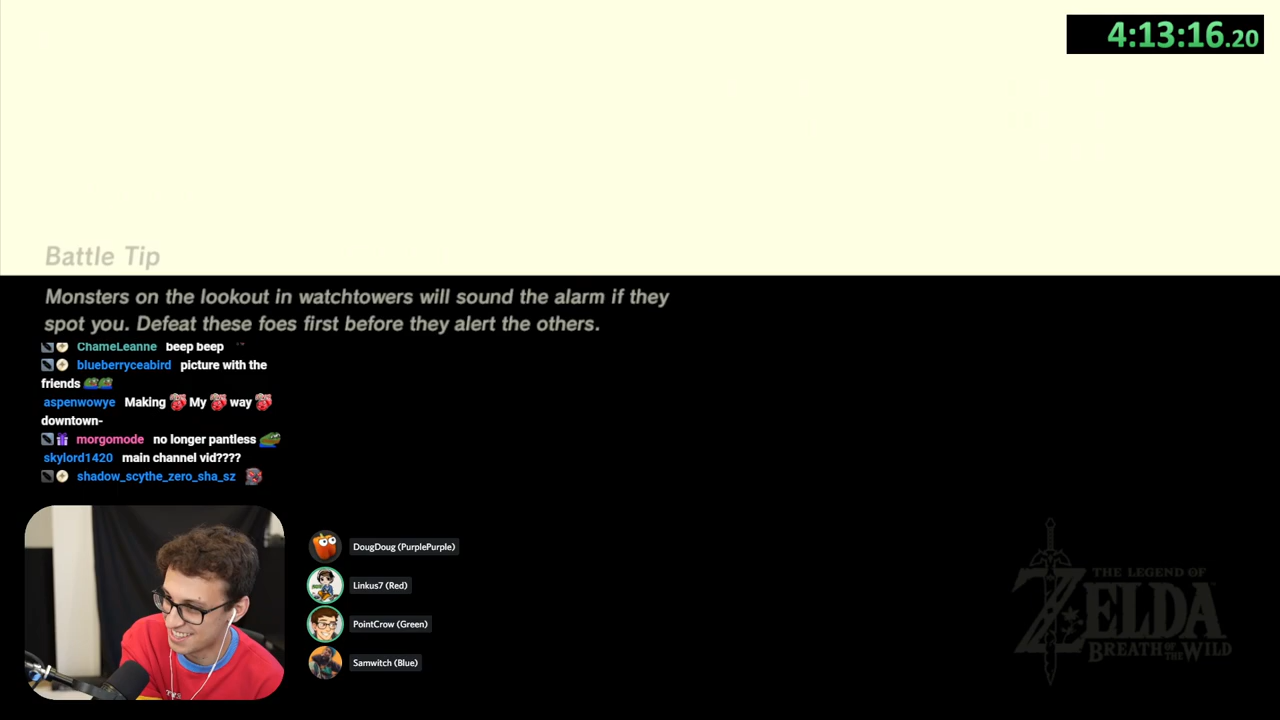 4:13:16.20
Battle Tip
Monsters on the lookout in watchtowers will sound the alarm if they
spot you. Defeat these foes first before they alert the others.
ChameLeanne beep beep
blueberryceabird picture with the
friends
aspenwowye Making My way
downtown-
morgomode no longer pantless
skylord1420 main channel vid????
shadow_scythe_zero_sha_sz
DougDoug (PurplePurple)
Linkus7 (Red)
PointCrow (Green)
Samwitch (Blue)
THE LEGEND OF
ZELDA
BREATH OF THE WILD